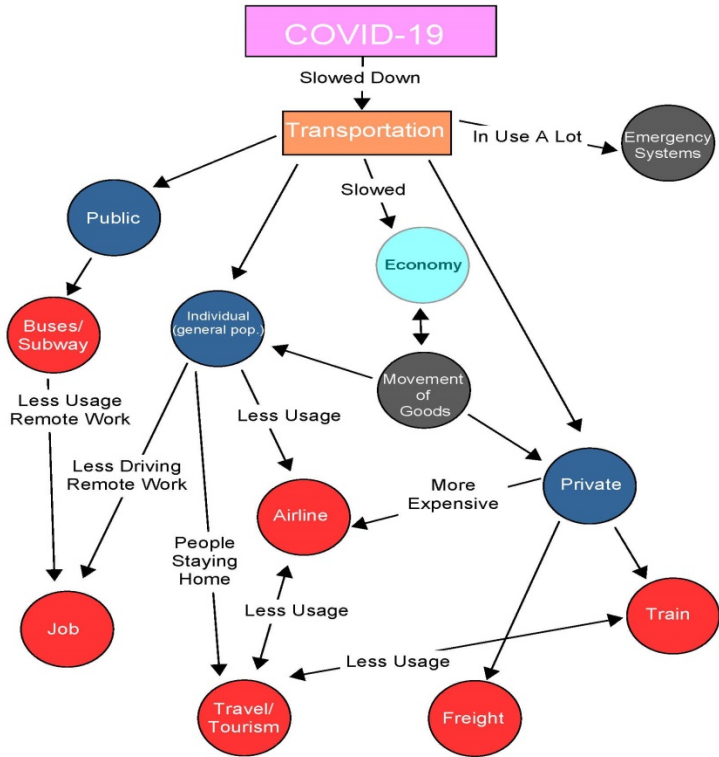 COVID-19
Slowed Down
Transportation
In Use A Lot
Emergency
Systems
Slowed
Public
Economy
Individual
(general pop.)
Buses/
Subway
Movement
of
Goods
Less Usage
Remote Work
Less Usage
Less Driving
Remote Work
More
Expensive
Private
Airline
People
Staying
Home
Less Usage
Train
Job
Less Usage
Travel/
Tourism
Freight